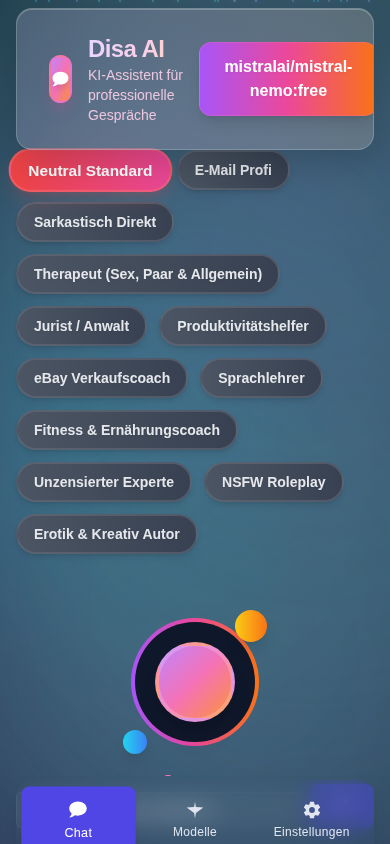 Disa AI
KI-Assistent für
professionelle
Gespräche
mistralai/mistral-
nemo:free
Neutral Standard
E-Mail Profi
Sarkastisch Direkt
Therapeut (Sex, Paar & Allgemein)
Jurist / Anwalt
Produktivitätshelfer
eBay Verkaufscoach
Sprachlehrer
Fitness & Ernährungscoach
Unzensierter Experte
NSFW Roleplay
Erotik & Kreativ Autor
Chat
Modelle
Einstellungen